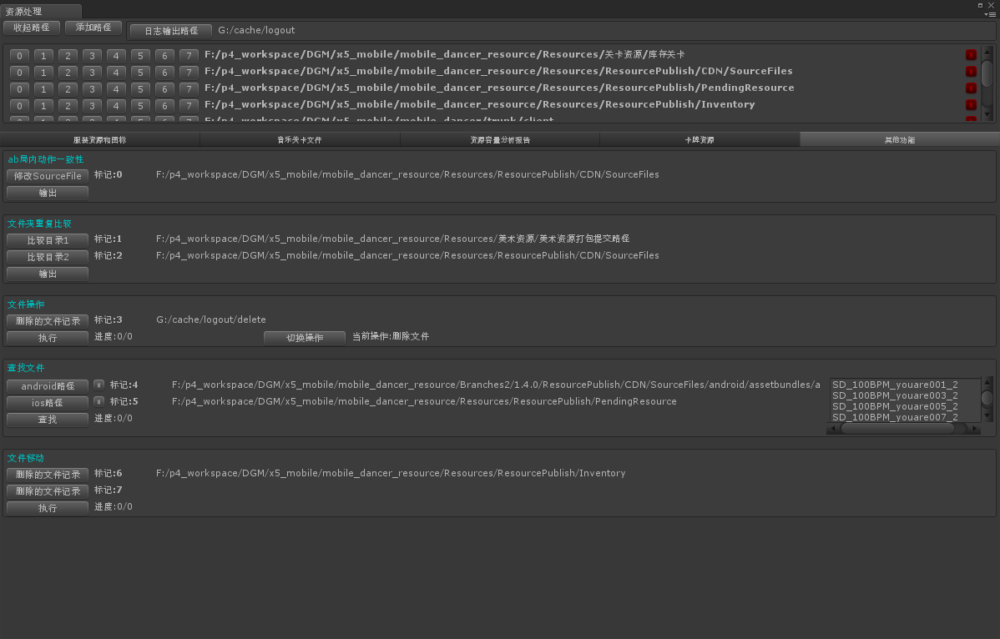 资源处理
收起路径 添加路径 日志输出路径 G:/cache/logout
0 1 2 3 4 5 6 7 F:/p4_workspace/DGM/x5_mobile/mobile_dancer_resource/Resources/关卡资源/库存关卡 x
0 1 2 3 4 5 6 7 F:/p4_workspace/DGM/x5_mobile/mobile_dancer_resource/Resources/ResourcePublish/CDN/SourceFiles x
0 1 2 3 4 5 6 7 F:/p4_workspace/DGM/x5_mobile/mobile_dancer_resource/Resources/ResourcePublish/PendingResource x
0 1 2 3 4 5 6 7 F:/p4_workspace/DGM/x5_mobile/mobile_dancer_resource/Resources/ResourcePublish/Inventory x
0 1 2 3 4 5 6 7 F:/p4_workspace/DGM/x5_mobile/mobile_dancer/trunk/client
服装资源和图标 音乐关卡文件 资源容量分析报告 卡牌资源 其他功能
ab局内动作一致性
修改SourceFile 标记:0 F:/p4_workspace/DGM/x5_mobile/mobile_dancer_resource/Resources/ResourcePublish/CDN/SourceFiles
输出
文件夹重复比较
比较目录1 标记:1 F:/p4_workspace/DGM/x5_mobile/mobile_dancer_resource/Resources/美术资源/美术资源打包提交路径
比较目录2 标记:2 F:/p4_workspace/DGM/x5_mobile/mobile_dancer_resource/Resources/ResourcePublish/CDN/SourceFiles
输出
文件操作
删除的文件记录 标记:3 G:/cache/logout/delete
执行 进度:0/0 切换操作 当前操作:删除文件
查找文件
android路径 x 标记:4 F:/p4_workspace/DGM/x5_mobile/mobile_dancer_resource/Branches2/1.4.0/ResourcePublish/CDN/SourceFiles/android/assetbundles/a SD_100BPM_youare001_2
SD_100BPM_youare003_2
ios路径 x 标记:5 F:/p4_workspace/DGM/x5_mobile/mobile_dancer_resource/Resources/ResourcePublish/PendingResource SD_100BPM_youare005_2
查找 进度:0/0 SD_100BPM_youare007_2
文件移动
删除的文件记录 标记:6 F:/p4_workspace/DGM/x5_mobile/mobile_dancer_resource/Resources/ResourcePublish/Inventory
删除的文件记录 标记:7
执行 进度:0/0